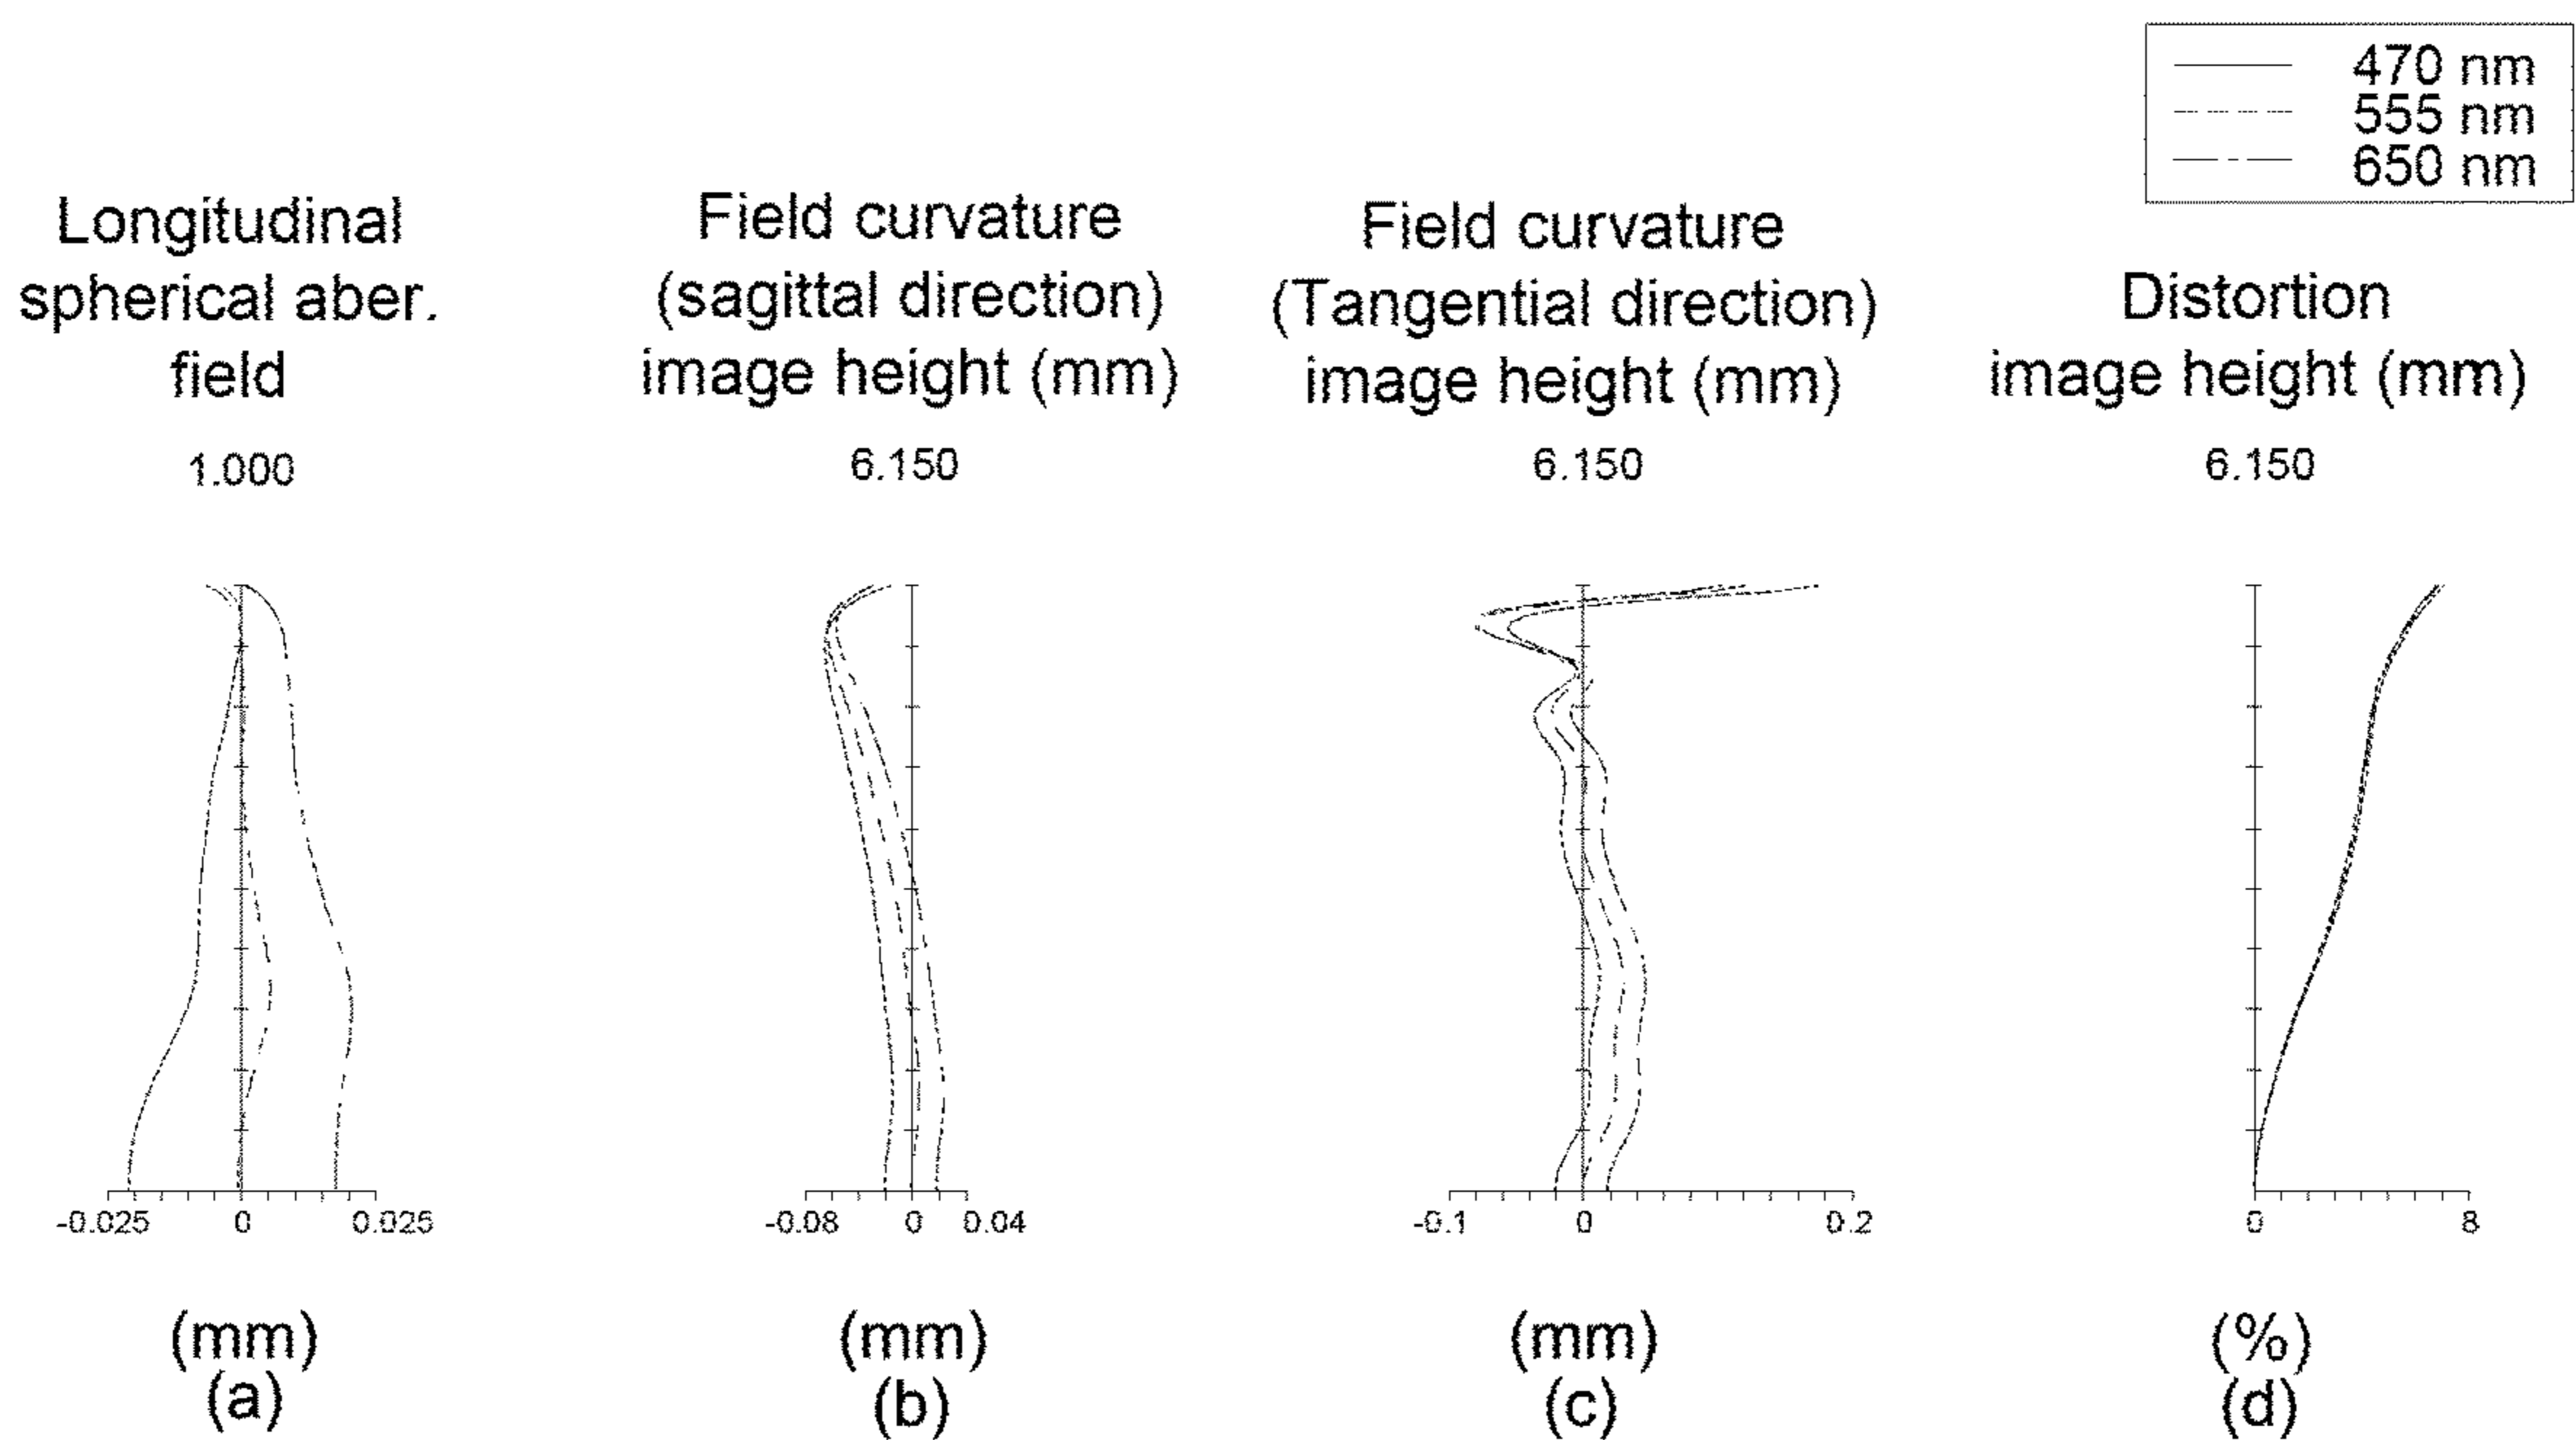 470 nm
555 nm
650 nm
Longitudinal
spherical aber.
field
1.000
Field curvature
(sagittal direction)
image height (mm)
6.150
Field curvature
(Tangential direction)
image height (mm)
6.150
Distortion
image height (mm)
6.150
-0.025 0 0.025
-0.08 0 0.04
-0.1 0 0.2
0 8
(mm)
(a)
(mm)
(b)
(mm)
(c)
(%)
(d)